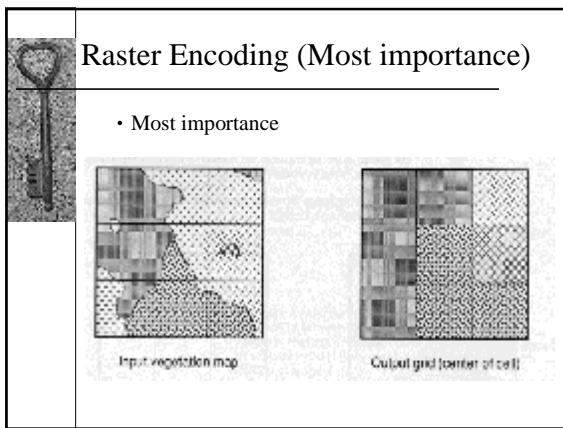 Raster Encoding (Most importance)
• Most importance
Input vegetation map
Output grid (center of cell)